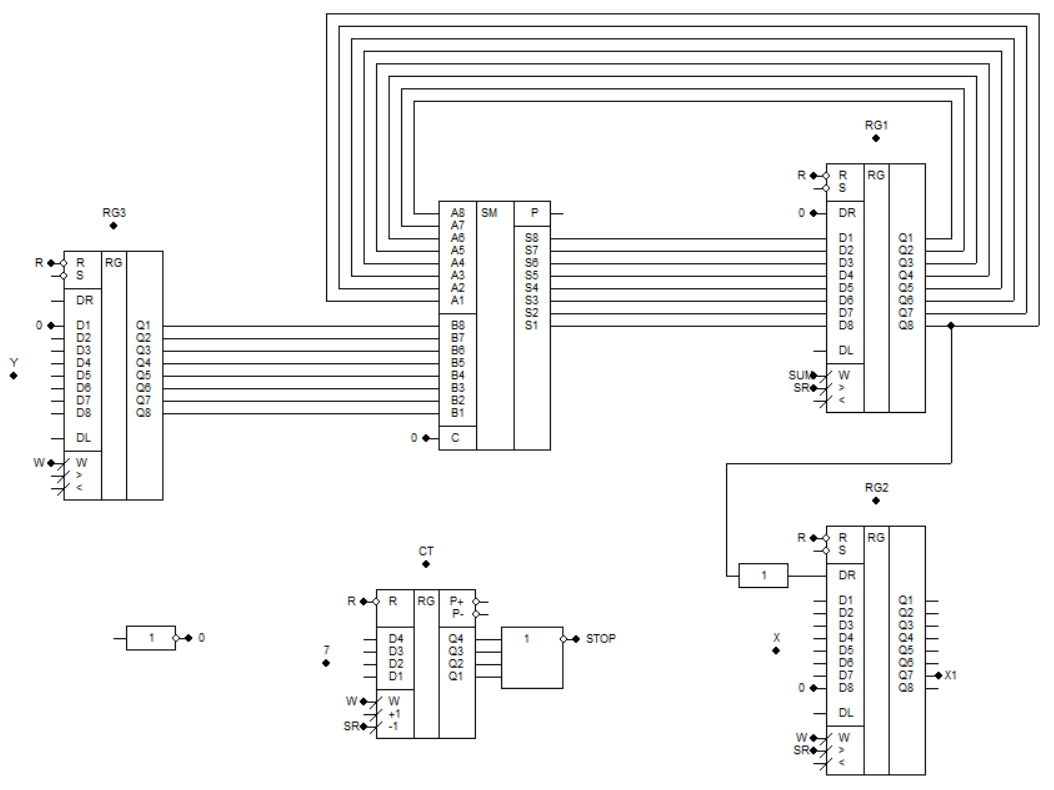 RG1
R R RG
S
0 DR
D1 Q1
D2 Q2
D3 Q3
D4 Q4
D5 Q5
D6 Q6
D7 Q7
D8 Q8
DL
SUM W
SR >
<
RG3
R R RG
S
DR
0 D1 Q1
D2 Q2
D3 Q3
Y D4 Q4
D5 Q5
D6 Q6
D7 Q7
D8 Q8
DL
W W
>
<
A8 SM P
A7
A6 S8
A5 S7
A4 S6
A3 S5
A2 S4
A1 S3
S2
B8 S1
B7
B6
B5
B4
B3
B2
B1
0 C
RG2
R R RG
S
1 DR
D1 Q1
D2 Q2
D3 Q3
X D4 Q4
D5 Q5
D6 Q6
D7 Q7 X1
0 D8 Q8
DL
W W
SR >
<
CT
R R RG P+
P-
D4 Q4 1 STOP
7 D3 Q3
D2 Q2
D1 Q1
W W
+1
SR -1
1 0